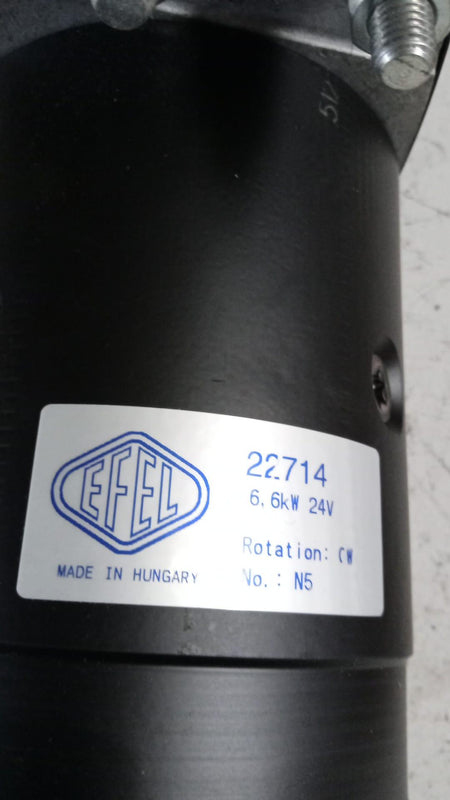 EFEL
MADE IN HUNGARY
22714
6,6kW 24V
Rotation: CW
No.: N5